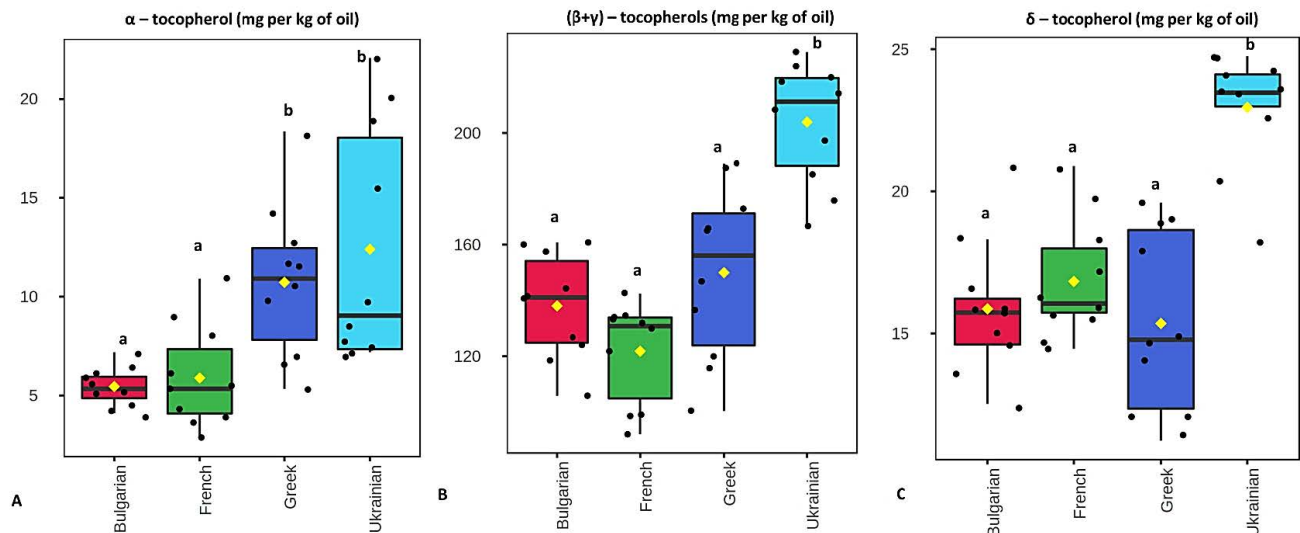 α – tocopherol (mg per kg of oil)
20
15
10
5
a
a
b
b
Bulgarian
French
Greek
Ukrainian
A
(β+γ) – tocopherols (mg per kg of oil)
200
160
120
a
a
a
b
Bulgarian
French
Greek
Ukrainian
B
δ – tocopherol (mg per kg of oil)
25
20
15
a
a
a
b
Bulgarian
French
Greek
Ukrainian
C